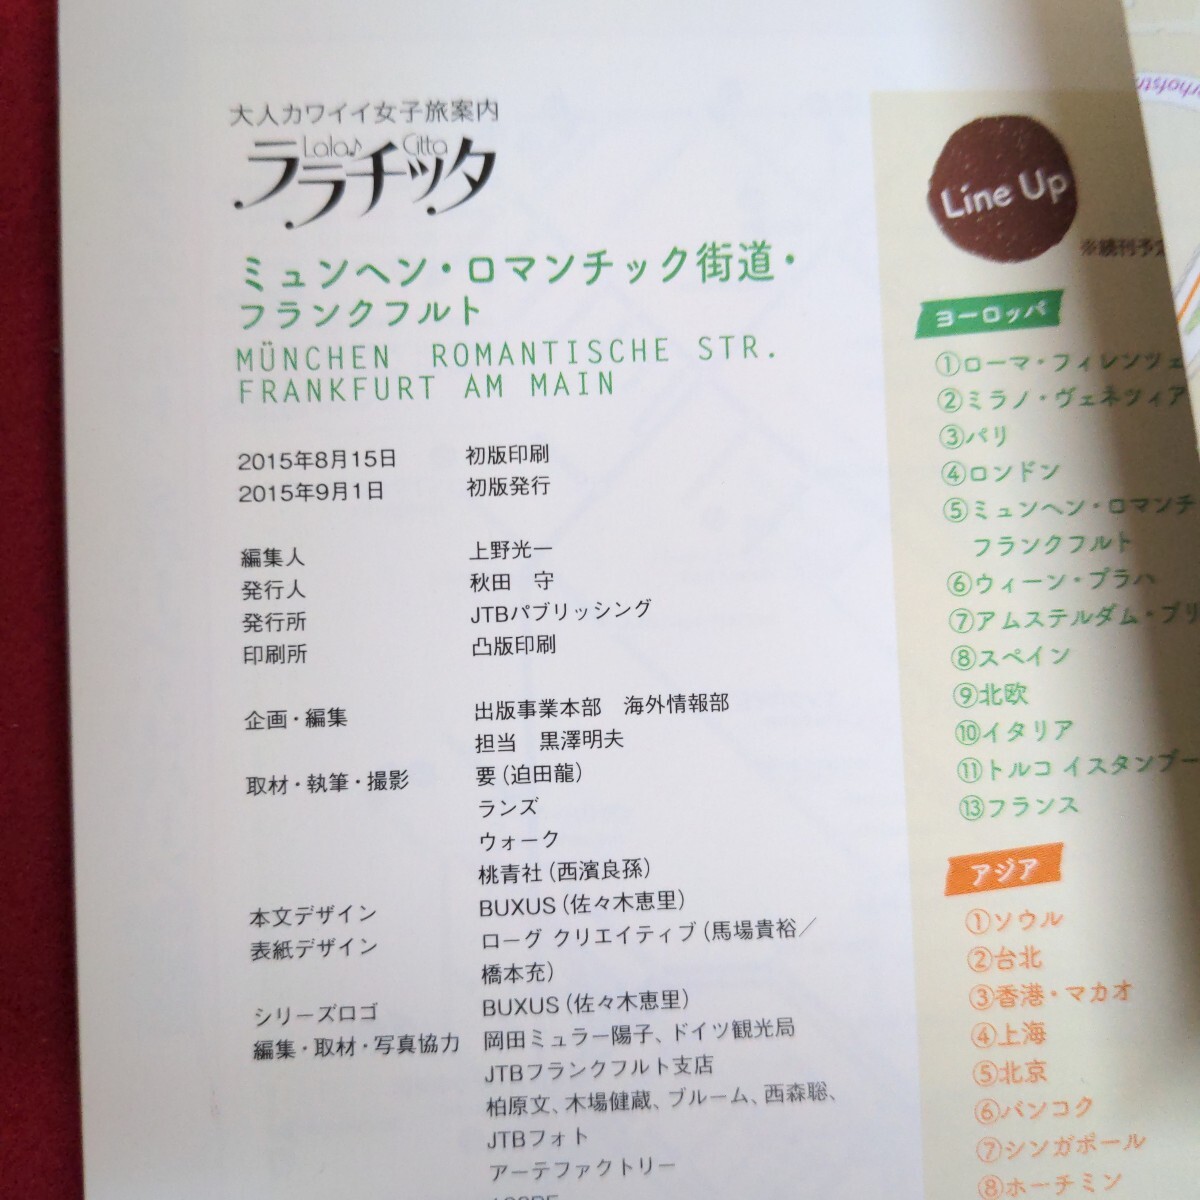 大人カワイイ女子旅案内
Lala Citta
ララチッタ
ミュンヘン・ロマンチック街道・
フランクフルト
MÜNCHEN ROMANTISCHE STR.
FRANKFURT AM MAIN
2015年8月15日 初版印刷
2015年9月1日 初版発行
編集人 上野光一
発行人 秋田 守
発行所 JTBパブリッシング
印刷所 凸版印刷
企画・編集 出版事業本部 海外情報部
担当 黒澤明夫
取材・執筆・撮影 要(迫田龍)
ランズ
ウォーク
桃青社(西濱良孫)
本文デザイン BUXUS(佐々木恵里)
表紙デザイン ローグ クリエイティブ(馬場貴裕／
橋本充)
シリーズロゴ BUXUS(佐々木恵里)
編集・取材・写真協力 岡田ミュラー陽子、ドイツ観光局
JTBフランクフルト支店
柏原文、木場健蔵、ブルーム、西森聡、
JTBフォト
アーテファクトリー
Line Up
※続刊予定
ヨーロッパ
①ローマ・フィレンツェ
②ミラノ・ヴェネツィア
③パリ
④ロンドン
⑤ミュンヘン・ロマンチ
フランクフルト
⑥ウィーン・プラハ
⑦アムステルダム・ブリ
⑧スペイン
⑨北欧
⑩イタリア
⑪トルコ イスタンブー
⑬フランス
アジア
①ソウル
②台北
③香港・マカオ
④上海
⑤北京
⑥バンコク
⑦シンガポール
⑧ホーチミン